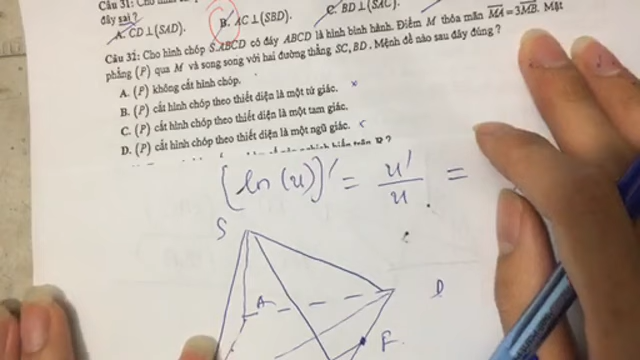 Câu 31: Cho hình
đây sai ?
A. CD⊥(SAD). B. AC⊥(SBD). C. BD⊥(SAC).
Câu 32: Cho hình chóp S.ABCD có đáy ABCD là hình bình hành. Điểm M thỏa mãn MA = 3MB. Mặt
phẳng (P) qua M và song song với hai đường thẳng SC, BD. Mệnh đề nào sau đây đúng ?
A. (P) không cắt hình chóp.
B. (P) cắt hình chóp theo thiết diện là một tứ giác.
C. (P) cắt hình chóp theo thiết diện là một tam giác.
D. (P) cắt hình chóp theo thiết diện là một ngũ giác.
[ln(u)]' = u'/u =
S
A
D
F